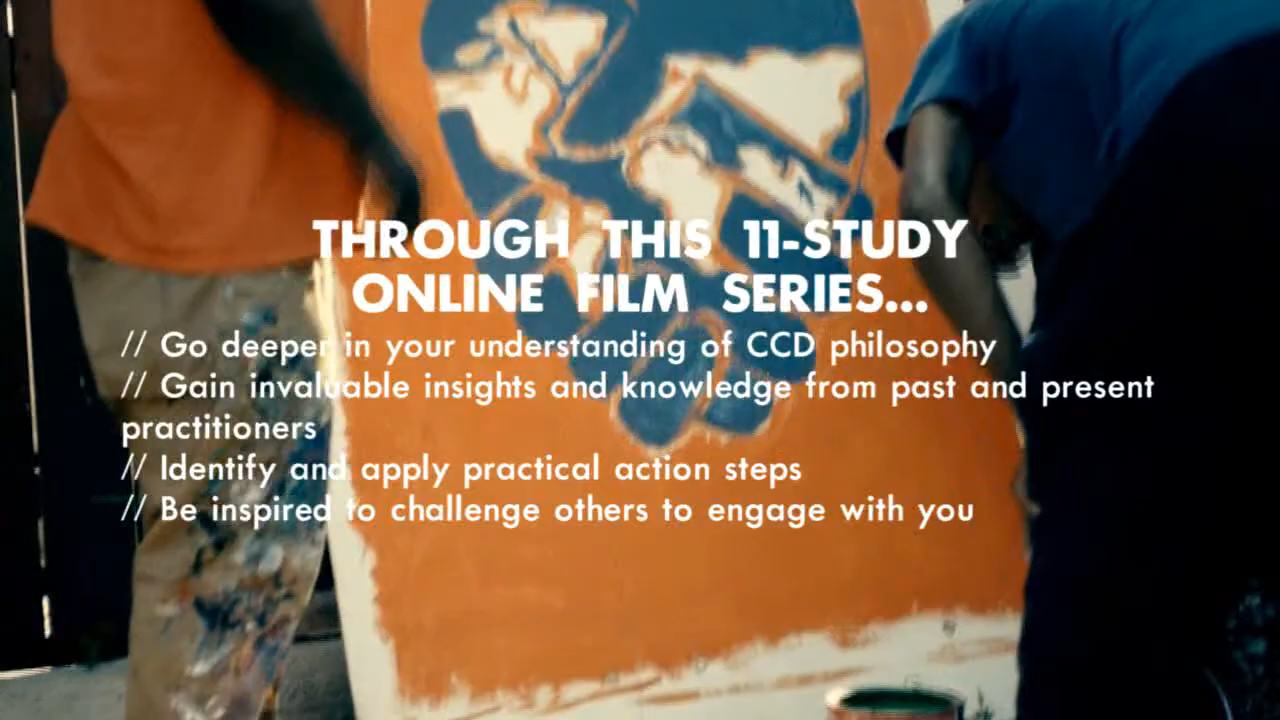 THROUGH THIS 11-STUDY
ONLINE FILM SERIES...
// Go deeper in your understanding of CCD philosophy
// Gain invaluable insights and knowledge from past and present
practitioners
// Identify and apply practical action steps
// Be inspired to challenge others to engage with you